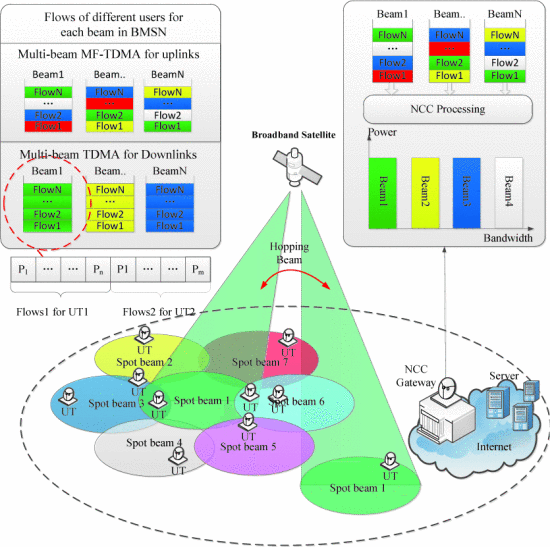 Flows of different users for
each beam in BMSN
Multi-beam MF-TDMA for uplinks
Beam1 Beam.. BeamN
FlowN FlowN FlowN
... ... ...
Flow2 Flow2 Flow2
Flow1 Flow1 Flow1
Multi-beam TDMA for Downlinks
Beam1 Beam.. BeamN
FlowN FlowN FlowN
... ... ...
Flow2 Flow2 Flow2
Flow1 Flow1 Flow1
P1 ... ... Pn P1 ... ... Pm
Flows1 for UT1 Flows2 for UT2
Broadband Satellite
Hopping
Beam
Beam1 Beam.. BeamN
FlowN FlowN FlowN
... ... ...
Flow2 Flow2 Flow2
Flow1 Flow1 Flow1
NCC Processing
Power
Beam1 Beam2 Beam3 Beam4
Bandwidth
UT
Spot beam 2
UT
Spot beam 7
UT
UT
Spot beam 3
UT
Spot beam 1
UT
UT
Spot beam 6
Spot beam 4
UT
UT
Spot beam 5
UT
Spot beam 1
NCC
Gateway
Server
Internet